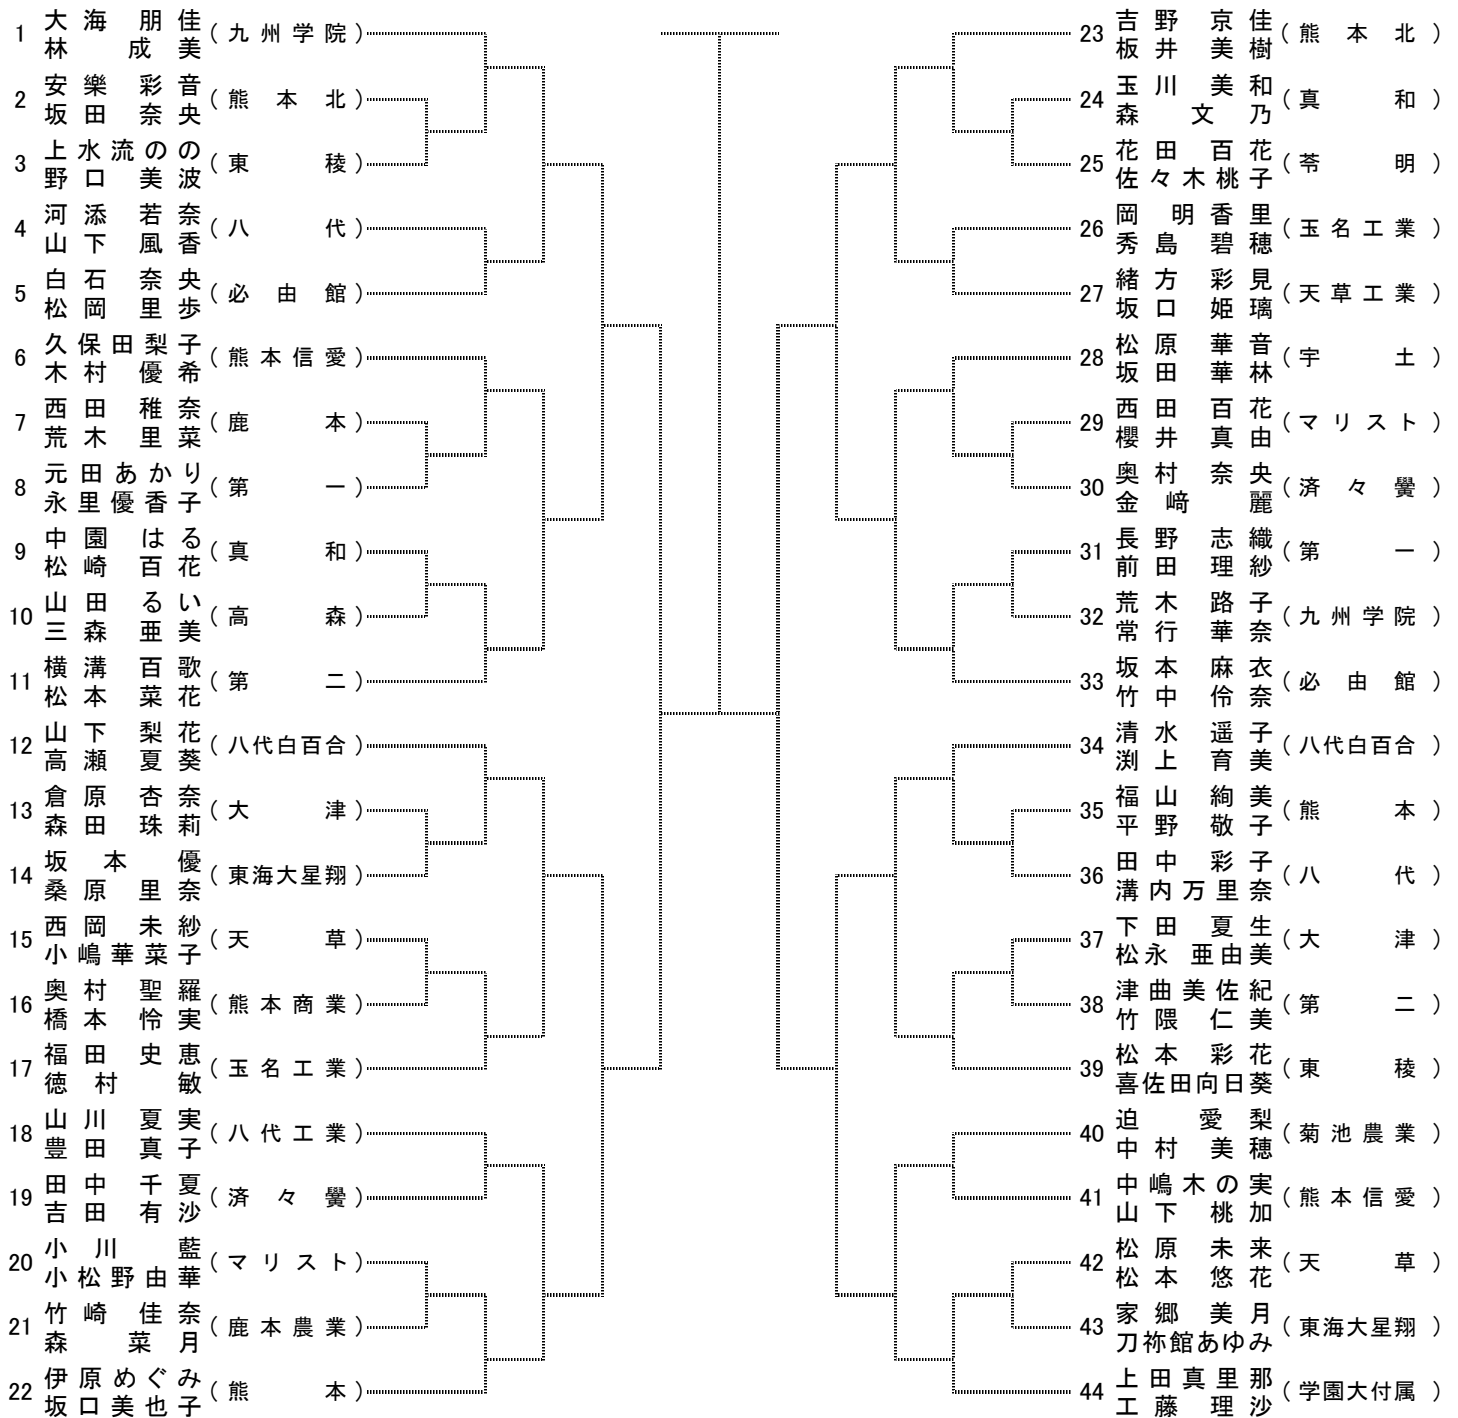 1 大海朋佳 (九州学院)
林成美
2 安樂彩音 (熊本北)
坂田奈央
3 上水流のの (東稜)
野口美波
4 河添若奈 (八代)
山下風香
5 白石奈央 (必由館)
松岡里歩
6 久保田梨子 (熊本信愛)
木村優希
7 西田稚奈 (鹿本)
荒木里菜
8 元田あかり (第一)
永里優香子
9 中園はる (真和)
松崎百花
10 山田るい (高森)
三森亜美
11 横溝百歌 (第二)
松本菜花
12 山下梨花 (八代白百合)
高瀬夏葵
13 倉原杏奈 (大津)
森田珠莉
14 坂本優 (東海大星翔)
桑原里奈
15 西岡未紗 (天草)
小嶋華菜子
16 奥村聖羅 (熊本商業)
橋本怜実
17 福田史恵 (玉名工業)
徳村敏
18 山川夏実 (八代工業)
豊田真子
19 田中千夏 (済々黌)
吉田有沙
20 小川藍 (マリスト)
小松野由華
21 竹崎佳奈 (鹿本農業)
森菜月
22 伊原めぐみ (熊本)
坂口美也子
23 吉野京佳 (熊本北)
板井美樹
24 玉川美和 (真和)
森文乃
25 花田百花 (苓明)
佐々木桃子
26 岡明香里 (玉名工業)
秀島碧穂
27 緒方彩見 (天草工業)
坂口姫璃
28 松原華音 (宇土)
坂田華林
29 西田百花 (マリスト)
櫻井真由
30 奥村奈央 (済々黌)
金﨑麗
31 長野志織 (第一)
前田理紗
32 荒木路子 (九州学院)
常行華奈
33 坂本麻衣 (必由館)
竹中伶奈
34 清水遥子 (八代白百合)
渕上育美
35 福山絢美 (熊本)
平野敬子
36 田中彩子 (八代)
溝内万里奈
37 下田夏生 (大津)
松永亜由美
38 津曲美佐紀 (第二)
竹隈仁美
39 松本彩花 (東稜)
喜佐田向日葵
40 迫愛梨 (菊池農業)
中村美穂
41 中嶋木の実 (熊本信愛)
山下桃加
42 松原未来 (天草)
松本悠花
43 家郷美月 (東海大星翔)
刀祢館あゆみ
44 上田真里那 (学園大付属)
工藤理沙